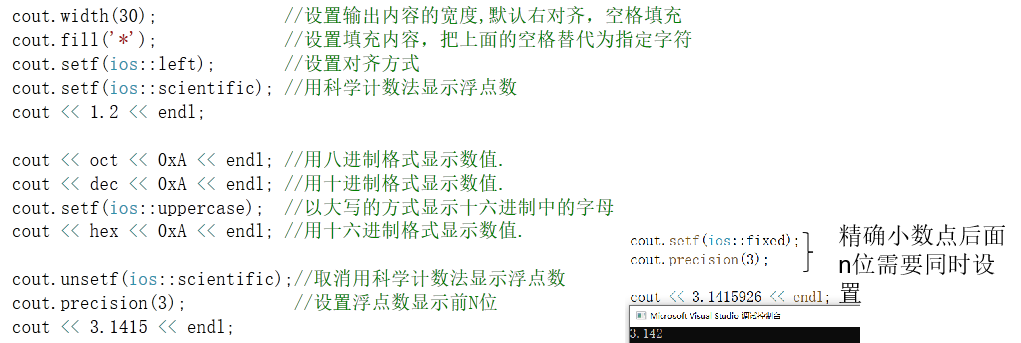 cout.width(30);             //设置输出内容的宽度,默认右对齐，空格填充
cout.fill('*');             //设置填充内容，把上面的空格替代为指定字符
cout.setf(ios::left);       //设置对齐方式
cout.setf(ios::scientific); //用科学计数法显示浮点数
cout << 1.2 << endl;
cout << oct << 0xA << endl; //用八进制格式显示数值.
cout << dec << 0xA << endl; //用十进制格式显示数值.
cout.setf(ios::uppercase);  //以大写的方式显示十六进制中的字母
cout << hex << 0xA << endl; //用十六进制格式显示数值.
cout.unsetf(ios::scientific);//取消用科学计数法显示浮点数
cout.precision(3);           //设置浮点数显示前N位
cout << 3.1415 << endl;
cout.setf(ios::fixed);
cout.precision(3);
cout << 3.1415926 << endl;
精确小数点后面
n位需要同时设
置
Microsoft Visual Studio 调试控制台
3.142